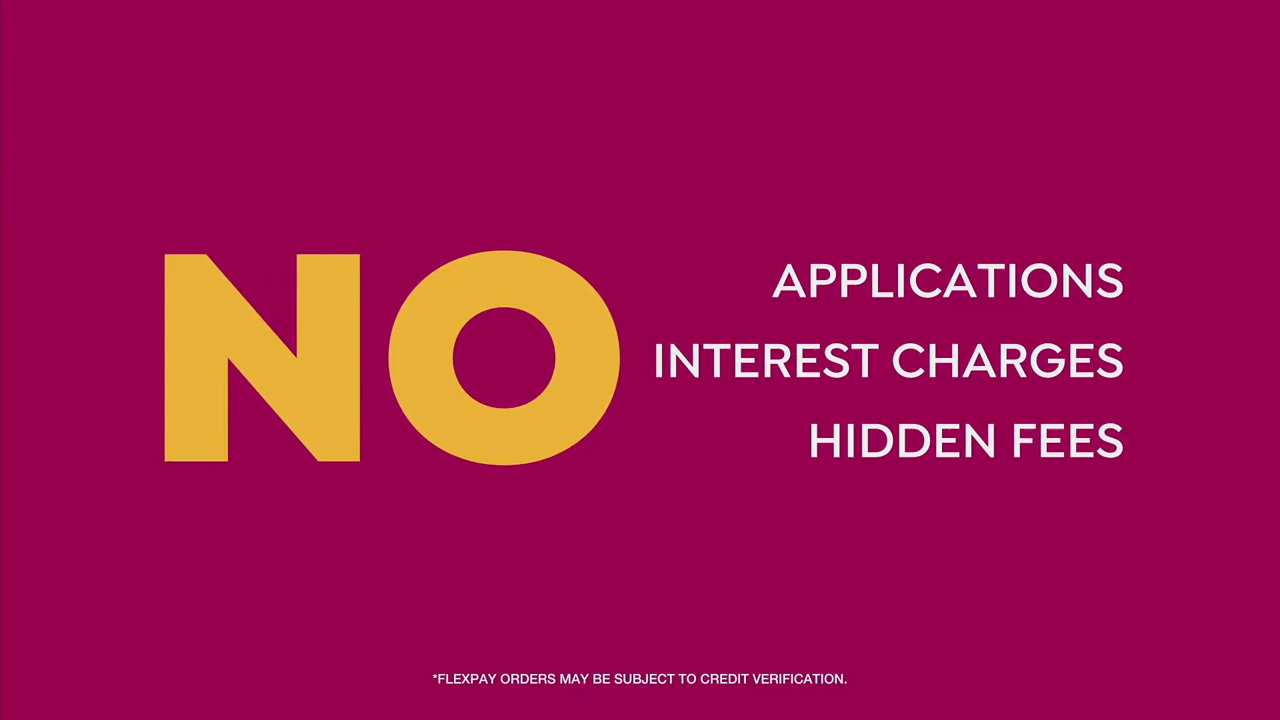 NO
APPLICATIONS
INTEREST CHARGES
HIDDEN FEES
*FLEXPAY ORDERS MAY BE SUBJECT TO CREDIT VERIFICATION.